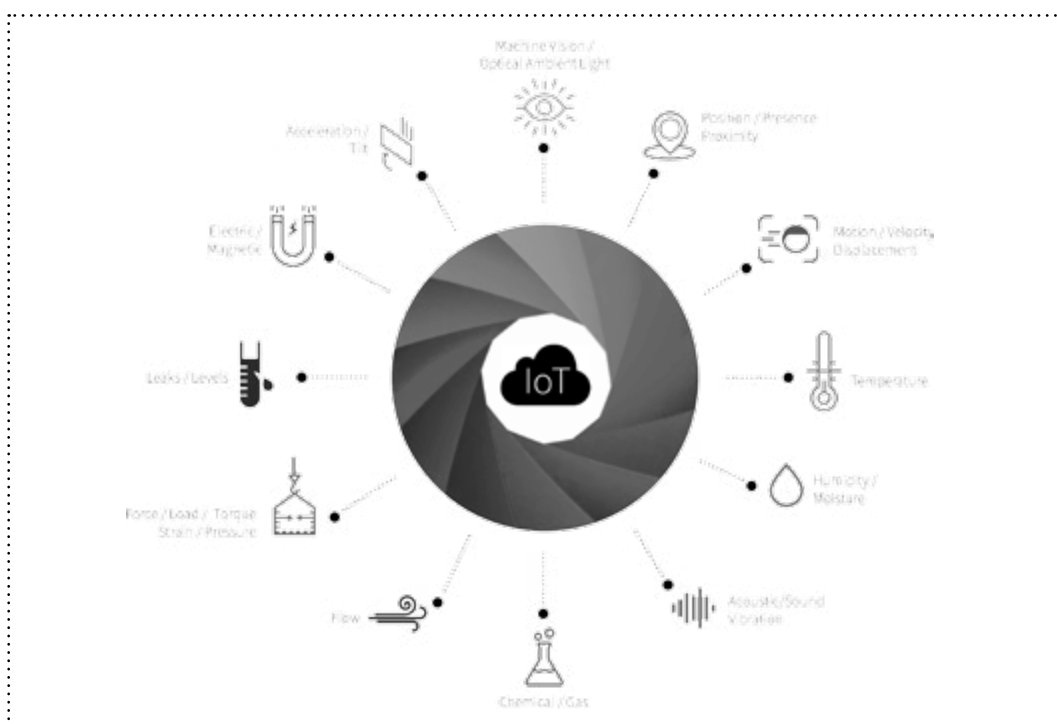 Machine Vision /
Optical Ambient Light
Position / Presence
Proximity
Acceleration /
Tilt
Electric /
Magnetic
Motion / Velocity,
Displacement
Leaks / Levels
IoT
Temperature
Force / Load / Torque
Strain / Pressure
Humidity /
Moisture
Flow
Acoustic/Sound
Vibration
Chemical / Gas